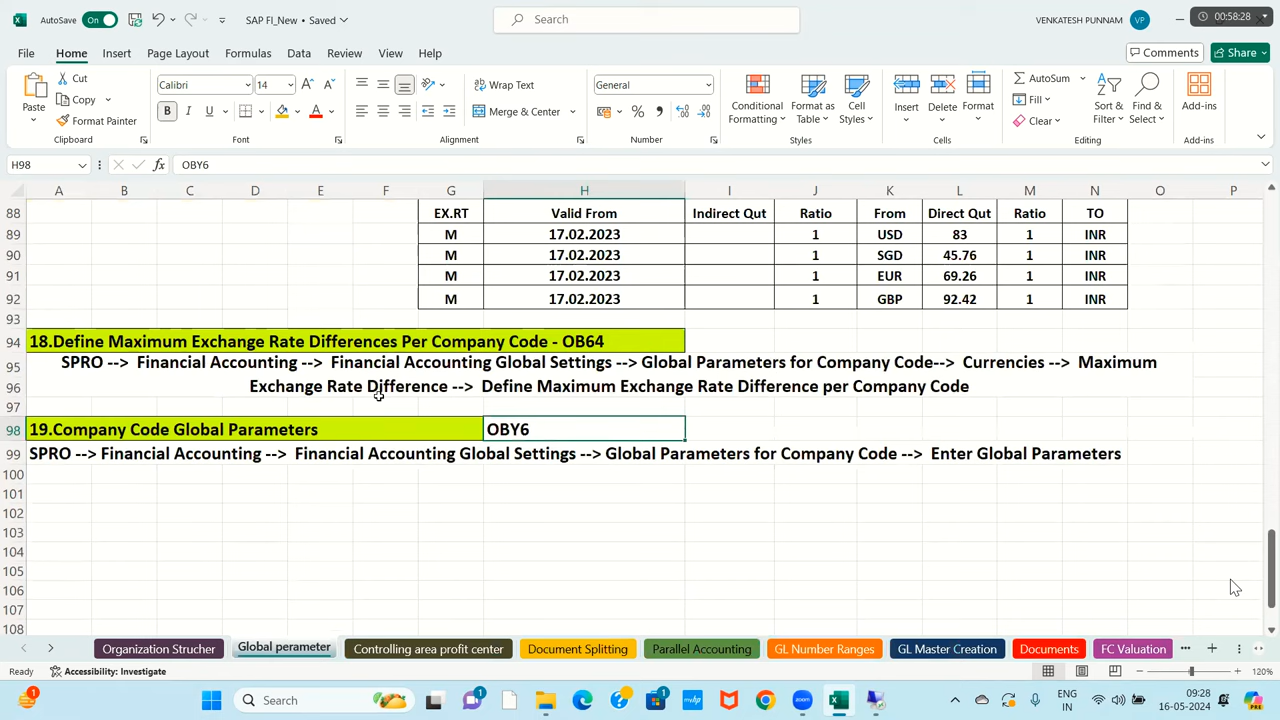 AutoSave On SAP FI_New • Saved Search VENKATESH PUNNAM VP 00:58:28
File Home Insert Page Layout Formulas Data Review View Help Comments Share
Paste Cut Copy Format Painter Clipboard
Calibri 14 B I U A Font
Wrap Text Merge & Center Alignment
General % Number
Conditional Formatting Format as Table Cell Styles Styles
Insert Delete Format Cells
AutoSum Fill Clear Sort & Filter Find & Select Editing
Add-ins Add-ins
H98 fx OBY6
A B C D E F G H I J K L M N O P
88 EX.RT Valid From Indirect Qut Ratio From Direct Qut Ratio TO
89 M 17.02.2023 1 USD 83 1 INR
90 M 17.02.2023 1 SGD 45.76 1 INR
91 M 17.02.2023 1 EUR 69.26 1 INR
92 M 17.02.2023 1 GBP 92.42 1 INR
93
94 18.Define Maximum Exchange Rate Differences Per Company Code - OB64
95 SPRO --> Financial Accounting --> Financial Accounting Global Settings -->Global Parameters for Company Code--> Currencies --> Maximum
96 Exchange Rate Difference --> Define Maximum Exchange Rate Difference per Company Code
97
98 19.Company Code Global Parameters OBY6
99 SPRO --> Financial Accounting --> Financial Accounting Global Settings --> Global Parameters for Company Code --> Enter Global Parameters
100
101
102
103
104
105
106
107
108
Organization Strucher Global perameter Controlling area profit center Document Splitting Parallel Accounting GL Number Ranges GL Master Creation Documents FC Valuation
Ready Accessibility: Investigate 120%
1 Search 1 1 zoom ENG IN 09:28 16-05-2024